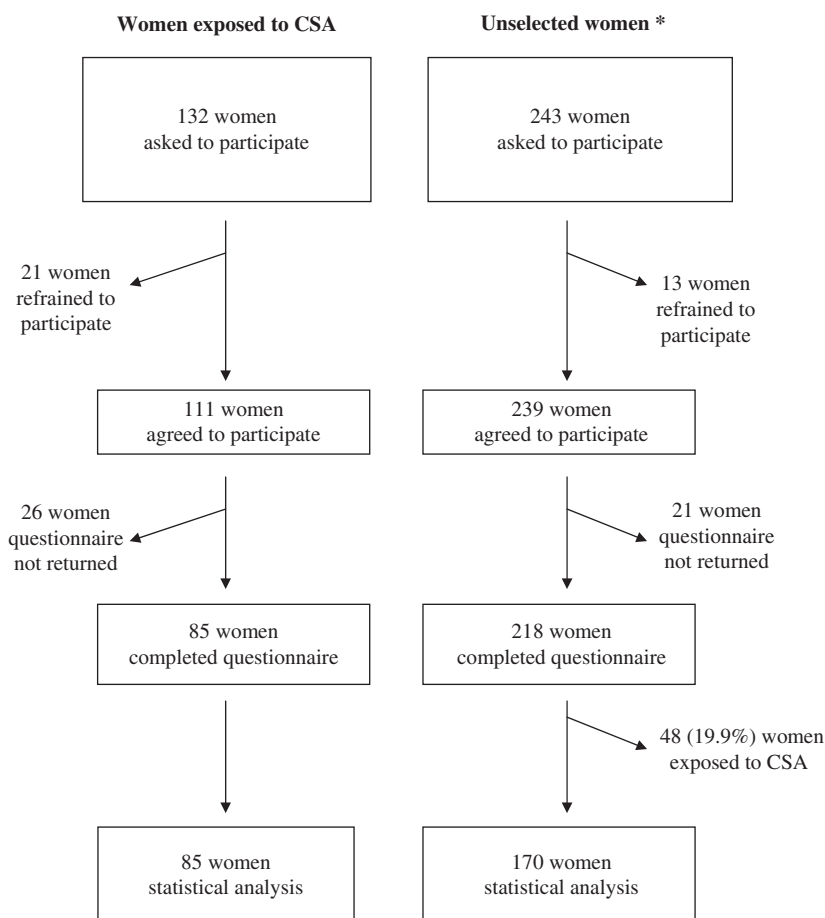 Women exposed to CSA
Unselected women *
132 women
asked to participate
243 women
asked to participate
21 women
refrained to
participate
13 women
refrained to
participate
111 women
agreed to participate
239 women
agreed to participate
26 women
questionnaire
not returned
21 women
questionnaire
not returned
85 women
completed questionnaire
218 women
completed questionnaire
48 (19.9%) women
exposed to CSA
85 women
statistical analysis
170 women
statistical analysis